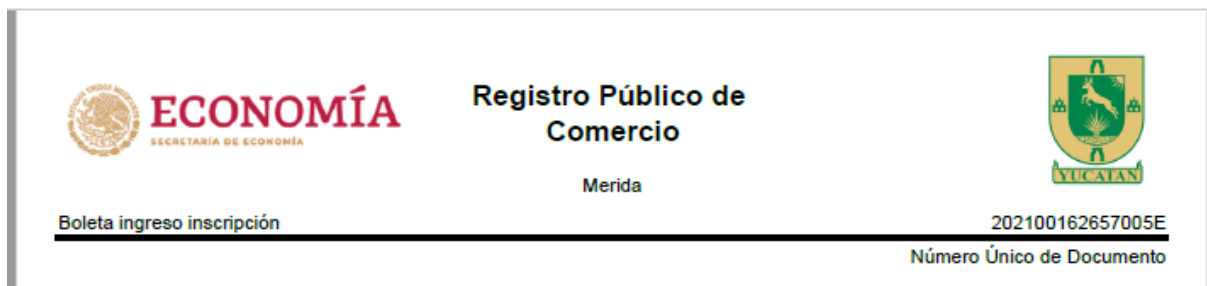 ECONOMÍA
SECRETARÍA DE ECONOMÍA
Registro Público de
Comercio
Merida
YUCATAN
Boleta ingreso inscripción
202100162657005E
Número Único de Documento